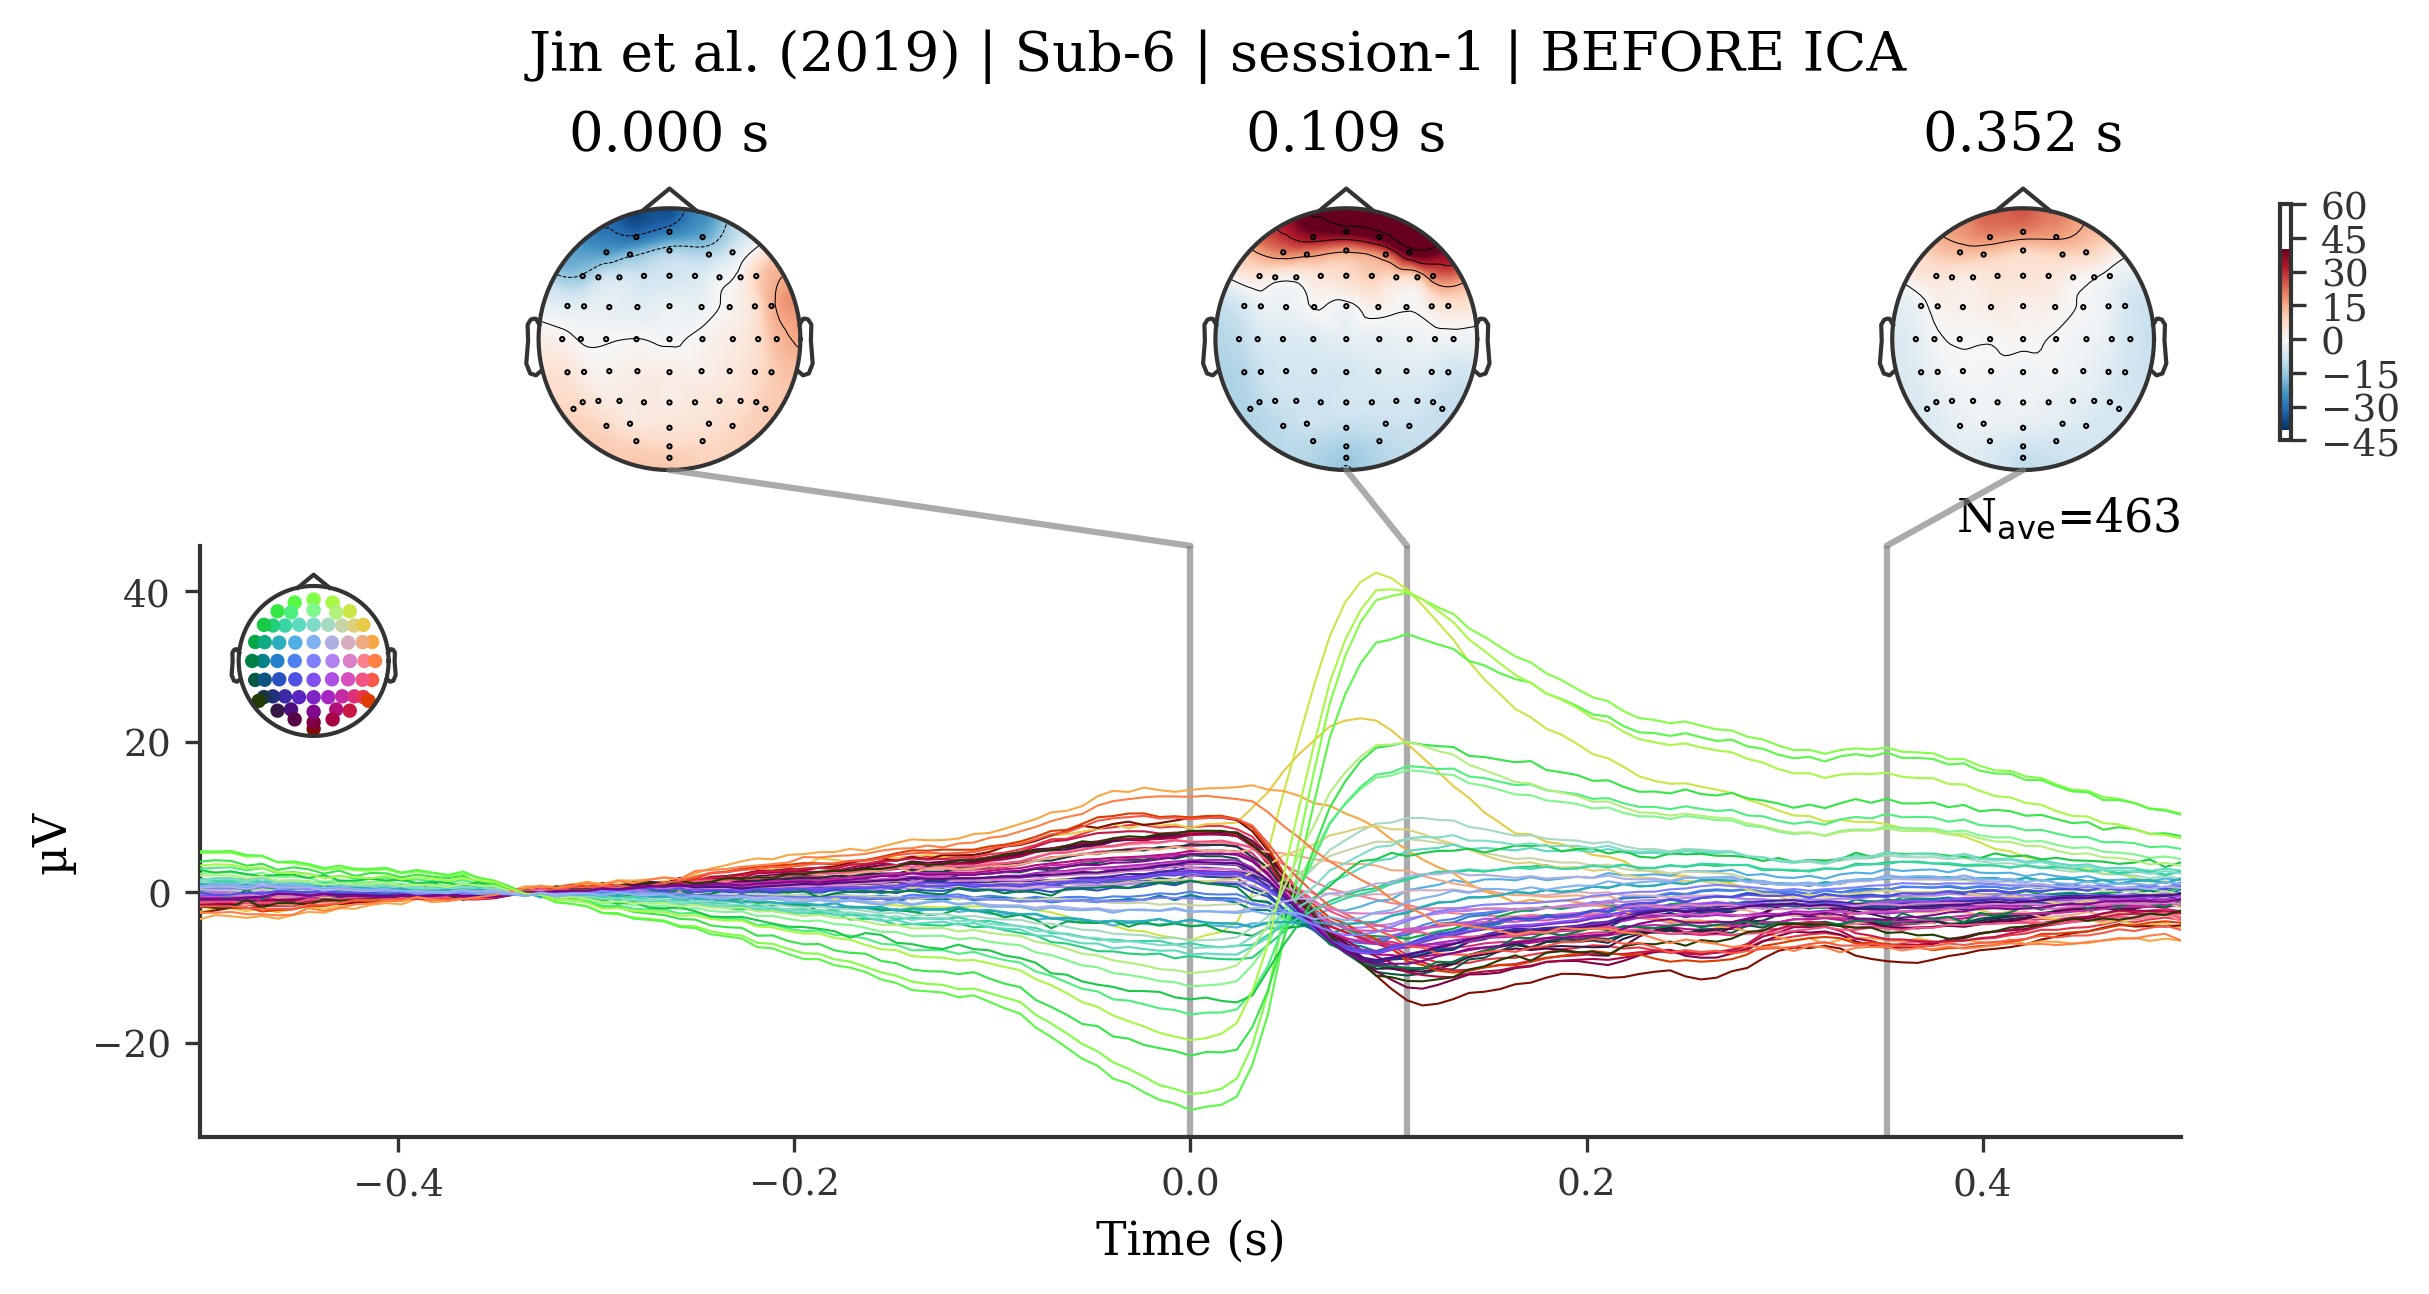 Jin et al. (2019) | Sub-6 | session-1 | BEFORE ICA
0.000 s
0.109 s
0.352 s
60
45
30
15
0
−15
−30
−45
Nave=463
40
20
0
−20
µV
−0.4
−0.2
0.0
0.2
0.4
Time (s)